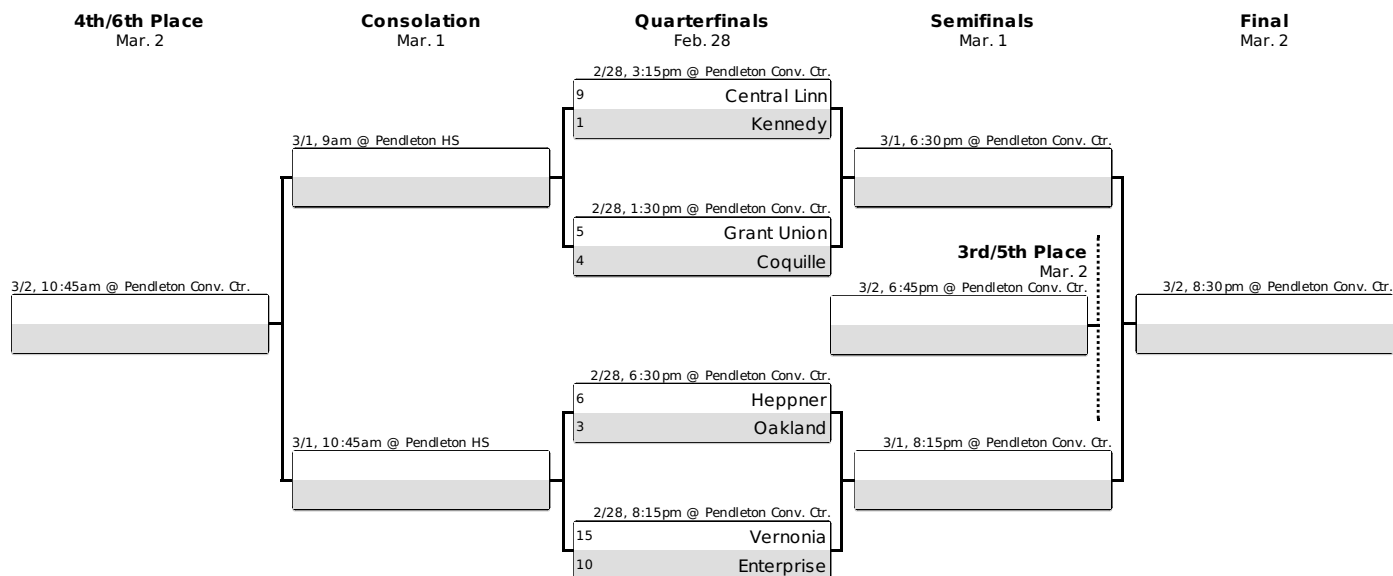 4th/6th Place
Mar. 2
Consolation
Mar. 1
Quarterfinals
Feb. 28
Semifinals
Mar. 1
Final
Mar. 2
2/28, 3:15pm @ Pendleton Conv. Ctr.
9 Central Linn
1 Kennedy
3/1, 9am @ Pendleton HS
3/1, 6:30pm @ Pendleton Conv. Ctr.
2/28, 1:30pm @ Pendleton Conv. Ctr.
5 Grant Union
4 Coquille
3rd/5th Place
Mar. 2
3/2, 10:45am @ Pendleton Conv. Ctr.
3/2, 6:45pm @ Pendleton Conv. Ctr.
3/2, 8:30pm @ Pendleton Conv. Ctr.
2/28, 6:30pm @ Pendleton Conv. Ctr.
6 Heppner
3 Oakland
3/1, 10:45am @ Pendleton HS
3/1, 8:15pm @ Pendleton Conv. Ctr.
2/28, 8:15pm @ Pendleton Conv. Ctr.
15 Vernonia
10 Enterprise